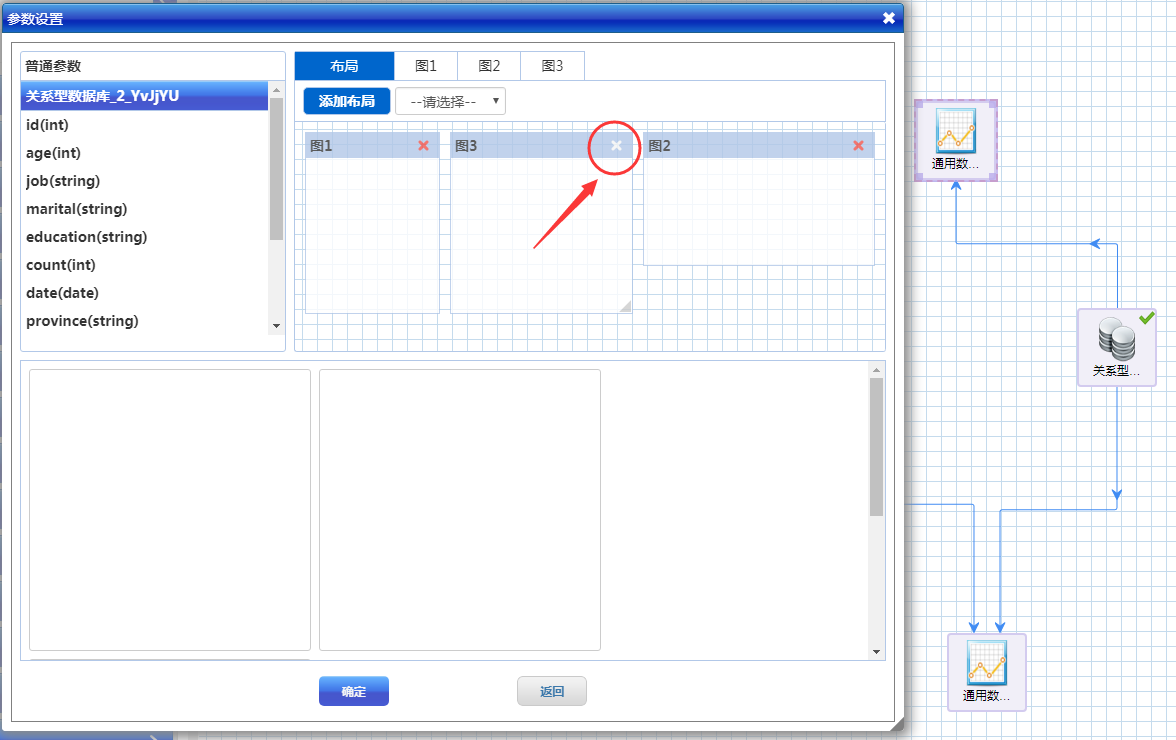 参数设置
普通参数
关系型数据库_2_YvJjYU
id(int)
age(int)
job(string)
marital(string)
education(string)
count(int)
date(date)
province(string)
布局 图1 图2 图3
添加布局 --请选择--
图1 图3 图2
确定 返回
通用数...
关系型...
通用数...